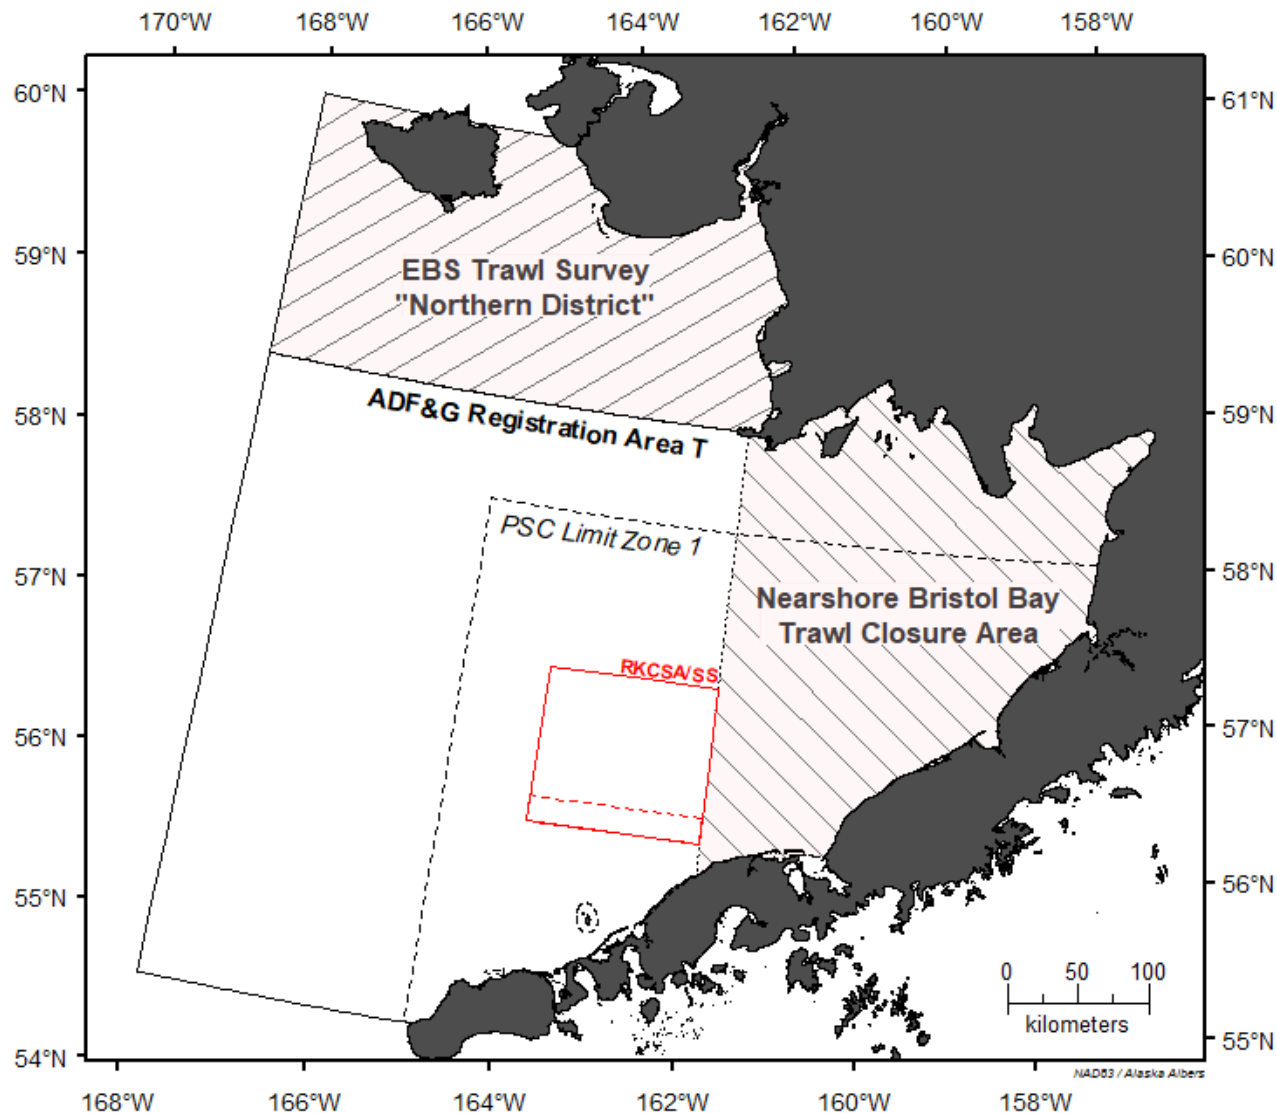 170°W 168°W 166°W 164°W 162°W 160°W 158°W
60°N
61°N
59°N
60°N
EBS Trawl Survey
"Northern District"
58°N
59°N
ADF&G Registration Area T
PSC Limit Zone 1
57°N
58°N
Nearshore Bristol Bay
Trawl Closure Area
RKCSA/SS
56°N
57°N
55°N
56°N
0 50 100
kilometers
54°N
55°N
NAD83 / Alaska Albers
168°W 166°W 164°W 162°W 160°W 158°W